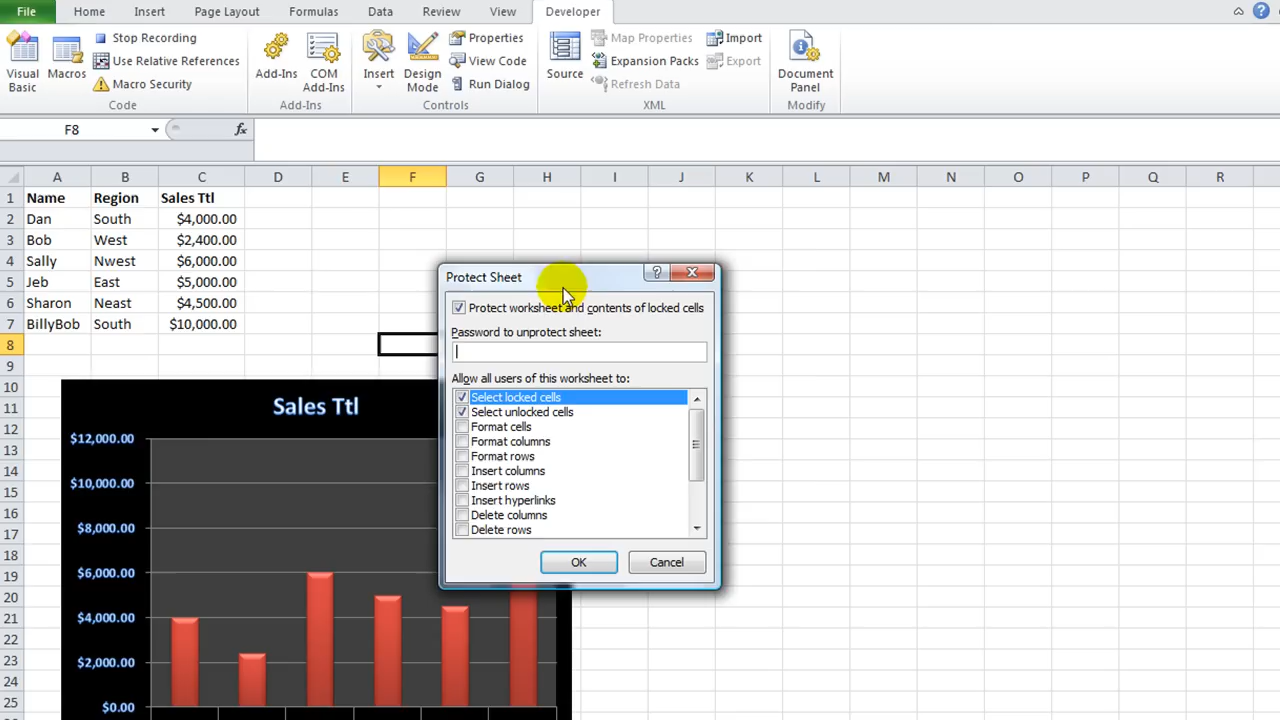 File Home Insert Page Layout Formulas Data Review View Developer
Visual Basic
Macros
Stop Recording
Use Relative References
Macro Security
Code
Add-Ins
COM Add-Ins
Add-Ins
Insert
Design Mode
Properties
View Code
Run Dialog
Controls
Source
Map Properties
Expansion Packs
Refresh Data
Import
Export
XML
Document Panel
Modify
F8 fx
A B C D E F G H I J K L M N O P Q R
1 Name Region Sales Ttl
2 Dan South $4,000.00
3 Bob West $2,400.00
4 Sally Nwest $6,000.00
5 Jeb East $5,000.00
6 Sharon Neast $4,500.00
7 BillyBob South $10,000.00
8
9
10
11
12
13
14
15
16
17
18
19
20
21
22
23
24
25
Sales Ttl
$12,000.00
$10,000.00
$8,000.00
$6,000.00
$4,000.00
$2,000.00
$0.00
Protect Sheet
Protect worksheet and contents of locked cells
Password to unprotect sheet:
Allow all users of this worksheet to:
Select locked cells
Select unlocked cells
Format cells
Format columns
Format rows
Insert columns
Insert rows
Insert hyperlinks
Delete columns
Delete rows
OK Cancel